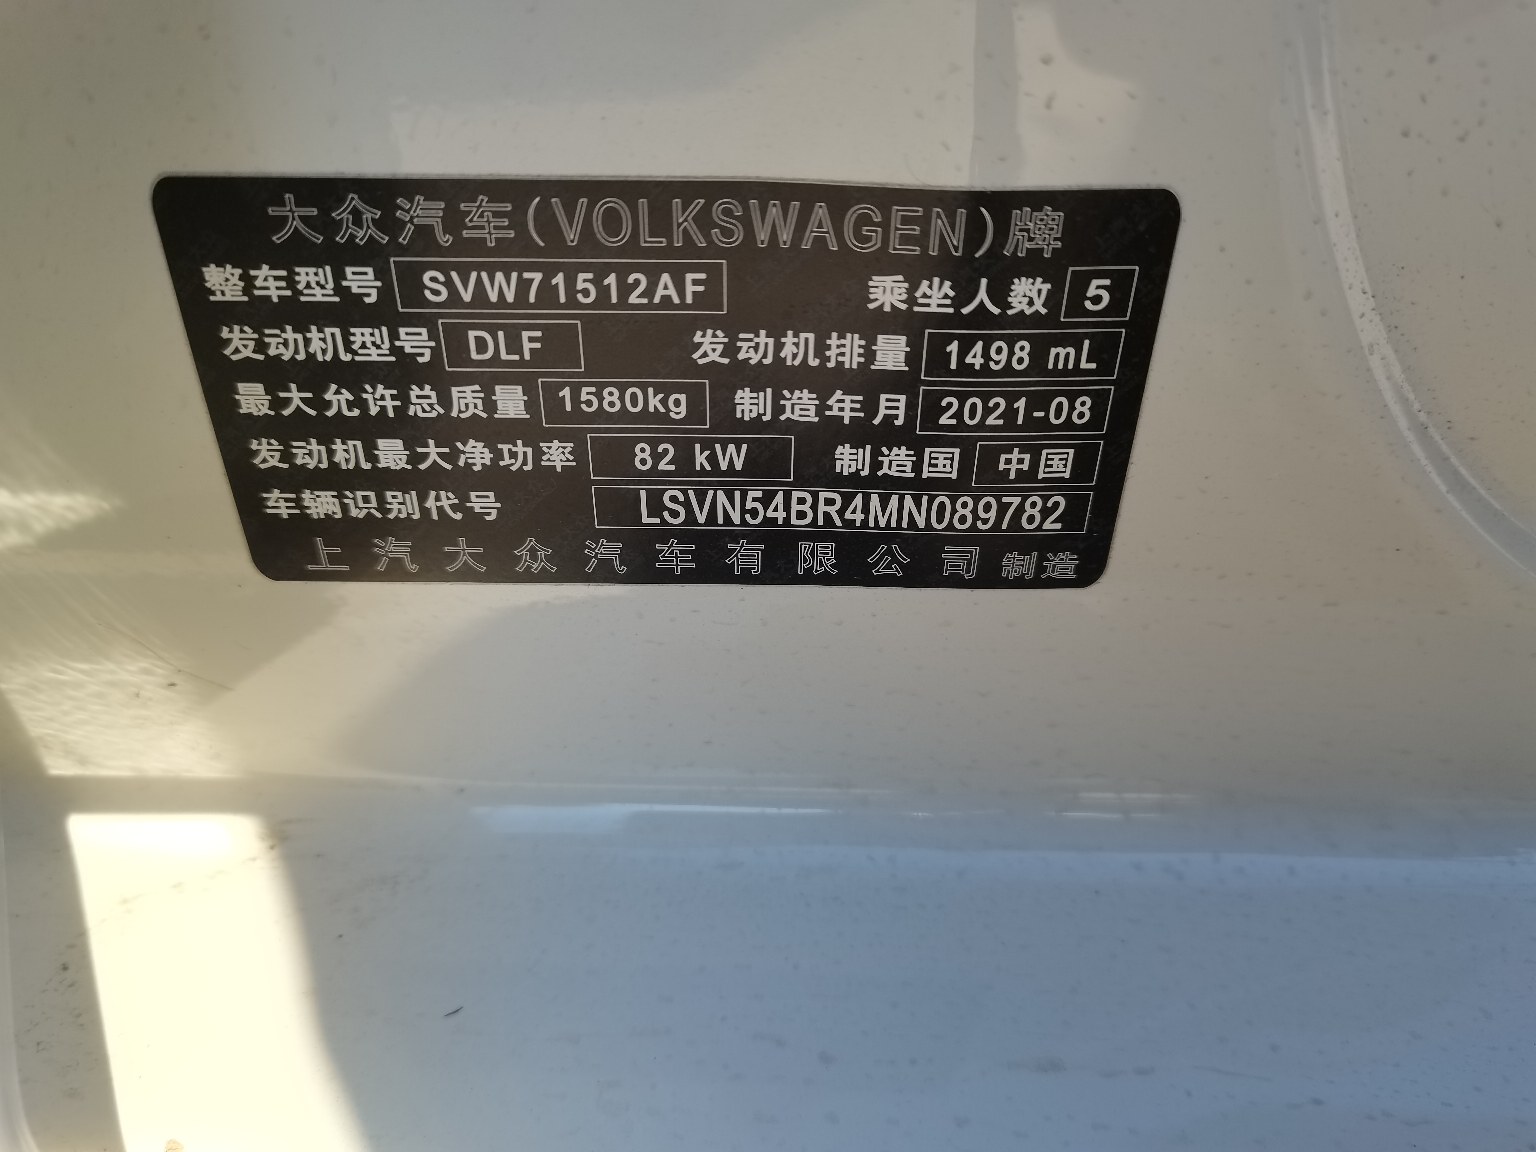 大众汽车(VOLKSWAGEN)牌
整车型号 SVW71512AF 乘坐人数 5
发动机型号 DLF 发动机排量 1498 mL
最大允许总质量 1580kg 制造年月 2021-08
发动机最大净功率 82 kW 制造国 中国
车辆识别代号 LSVN54BR4MN089782
上汽大众汽车有限公司 制造